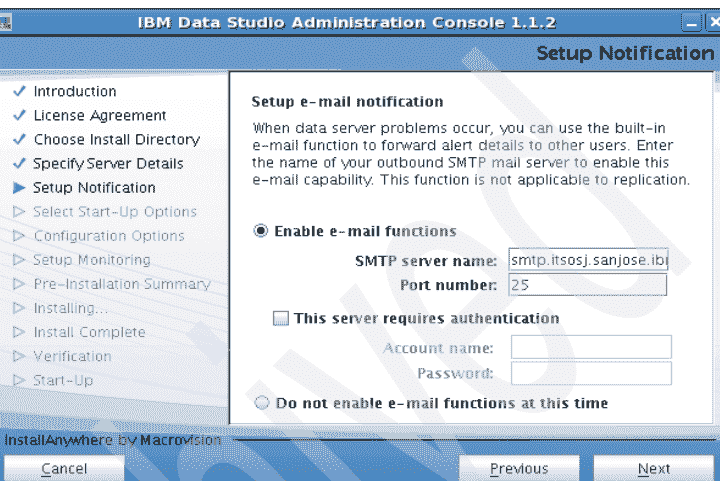 IBM Data Studio Administration Console 1.1.2
Setup Notification
Introduction
License Agreement
Choose Install Directory
Specify Server Details
Setup Notification
Select Start-Up Options
Configuration Options
Setup Monitoring
Pre-Installation Summary
Installing...
Install Complete
Verification
Start-Up
Setup e-mail notification
When data server problems occur, you can use the built-in
e-mail function to forward alert details to other users. Enter
the name of your outbound SMTP mail server to enable this
e-mail capability. This function is not applicable to replication.
Enable e-mail functions
SMTP server name: smtp.itsosj.sanjose.ib
Port number: 25
This server requires authentication
Account name:
Password:
Do not enable e-mail functions at this time
InstallAnywhere by Macrovision
Cancel
Previous
Next